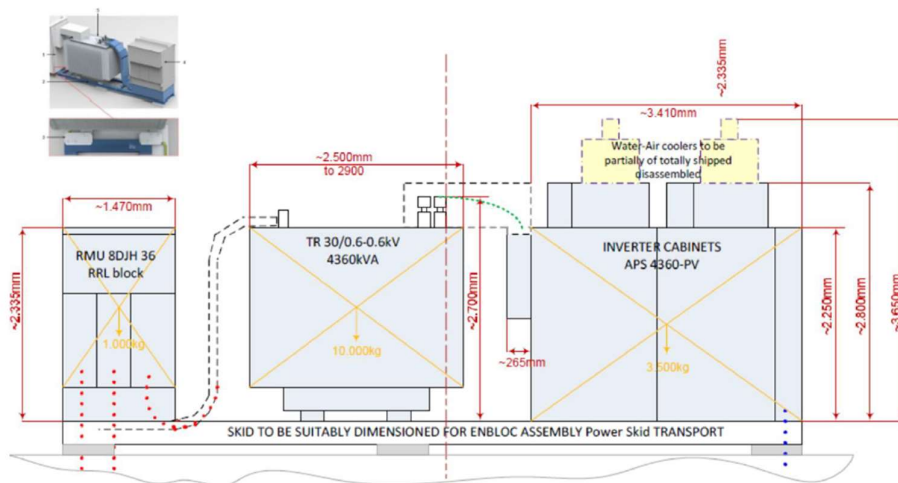 ~2.335mm
~3.410mm
Water-Air coolers to be
partially of totally shipped
disassembled
~2.500mm
to 2900
~1.470mm
RMU 8DJH 36
RRL block
TR 30/0.6-0.6kV
4360kVA
INVERTER CABINETS
APS 4360-PV
~2.335mm
~2.700mm
~2.250mm
~2.800mm
~3.650mm
1.000kg
10.000kg
~265mm
3.500kg
SKID TO BE SUITABLY DIMENSIONED FOR ENBLOC ASSEMBLY Power Skid TRANSPORT